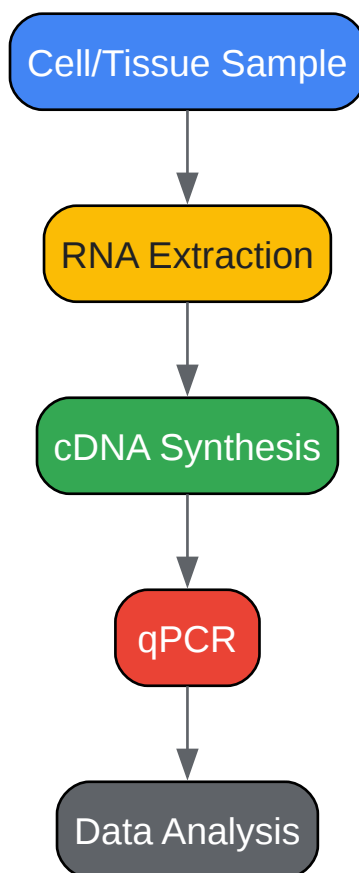 Cell/Tissue Sample
RNA Extraction
cDNA Synthesis
qPCR
Data Analysis